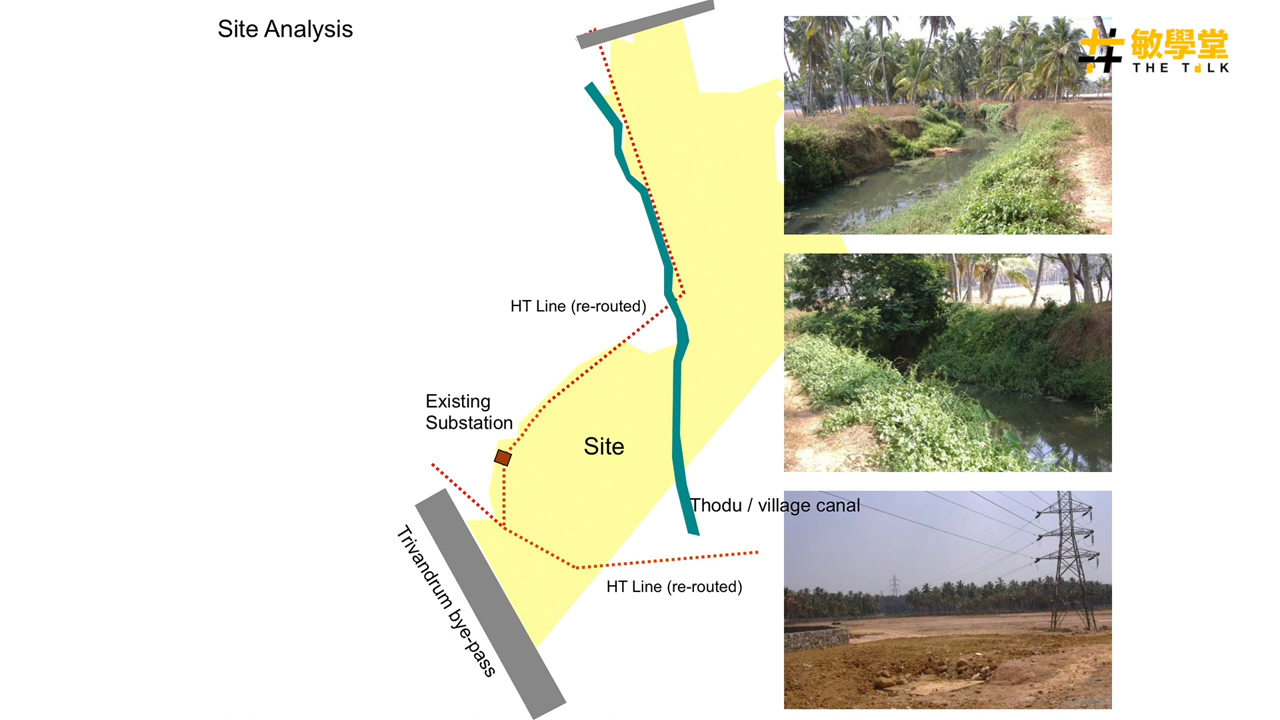 Site Analysis
敏學堂
THE TALK
HT Line (re-routed)
Existing
Substation
Site
Thodu / village canal
HT Line (re-routed)
Trivandrum bye-pass